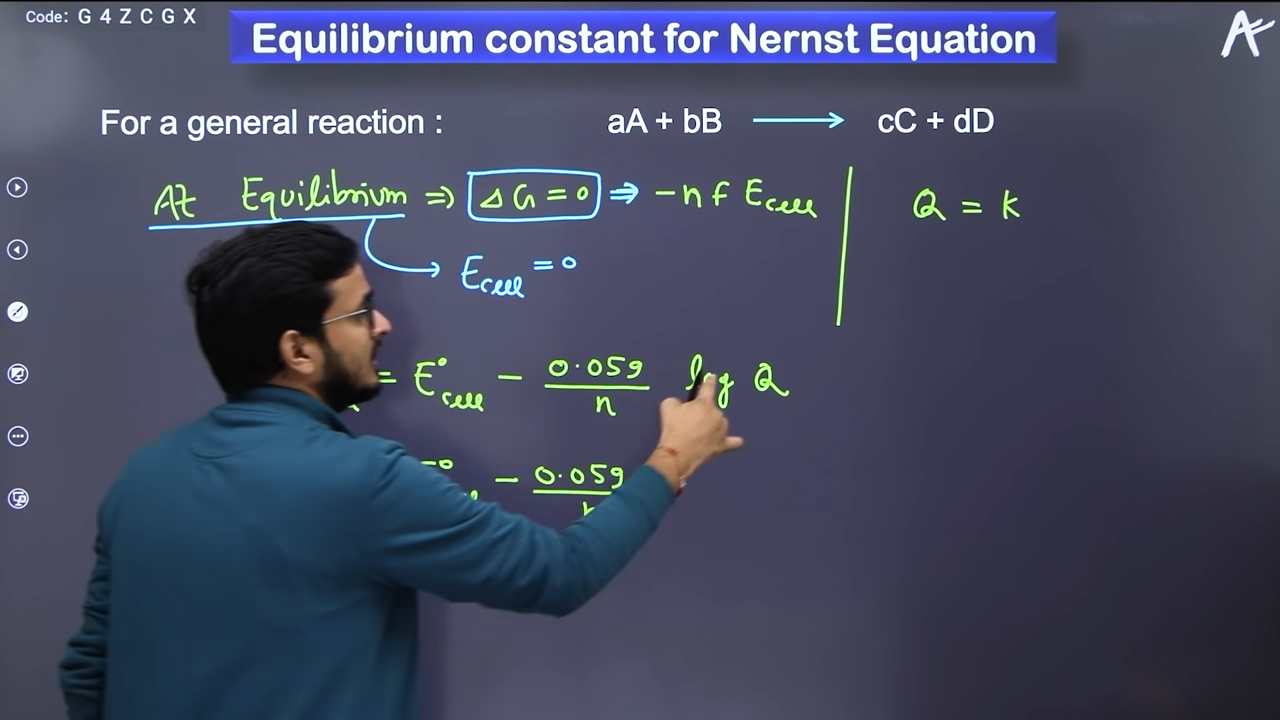 Code: G 4 Z C G X
Equilibrium constant for Nernst Equation
For a general reaction : aA + bB ⟶ cC + dD
At Equilibrium ⇒ ΔG = 0 ⇒ -nf Ecell | Q = K
Ecell = 0
= E°cell - 0.059/n log Q
- 0.059